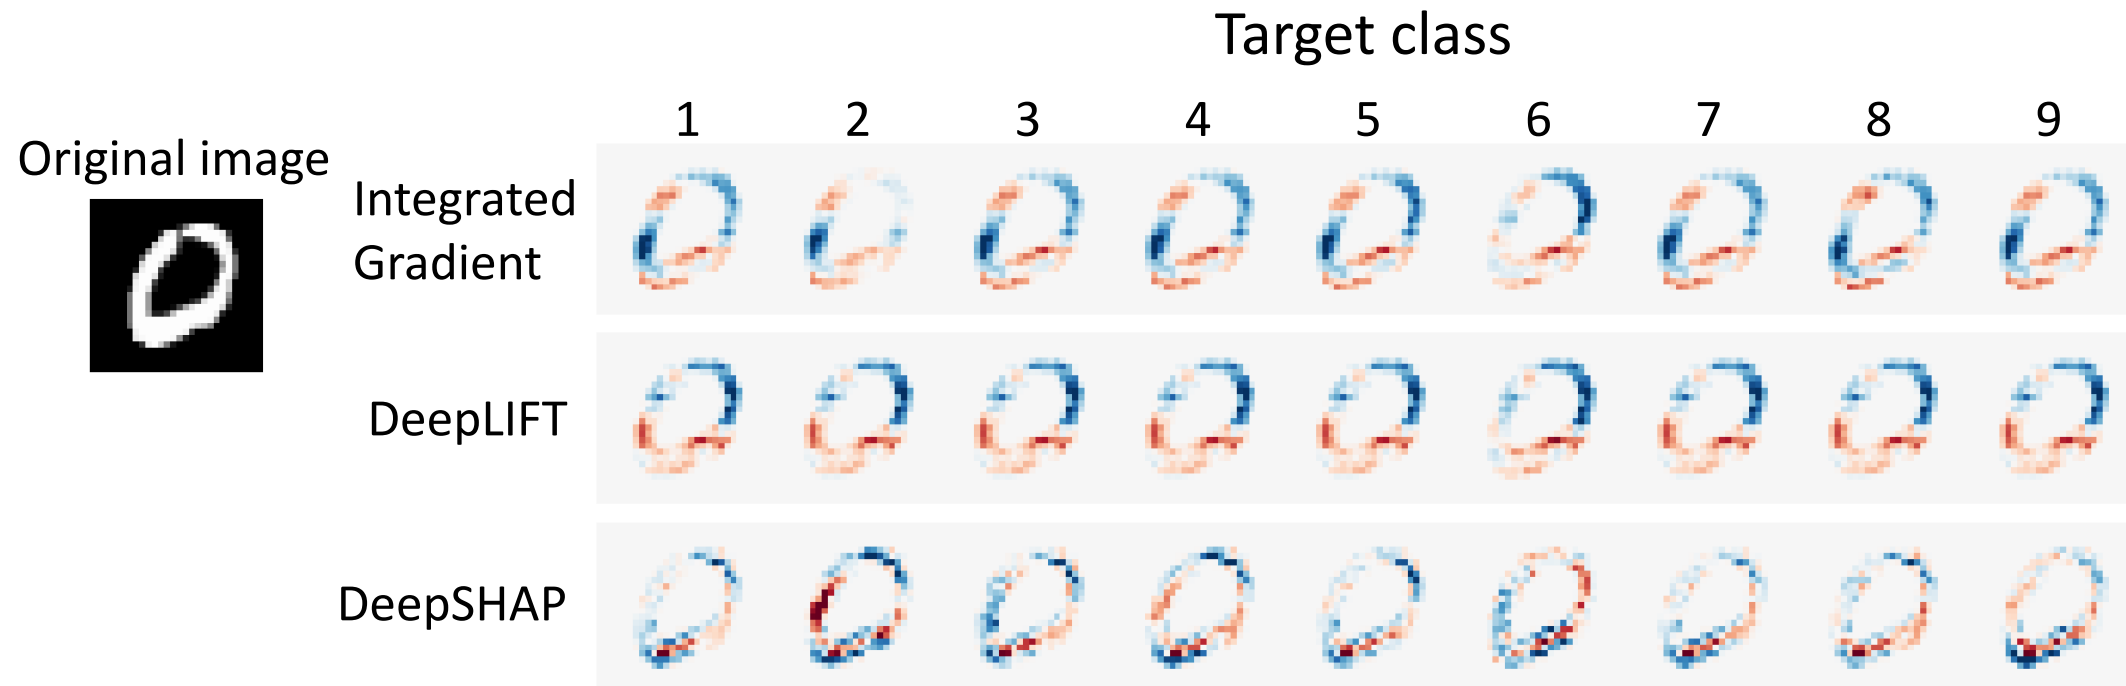 Target class
1 2 3 4 5 6 7 8 9
Original image
Integrated
Gradient
DeepLIFT
DeepSHAP